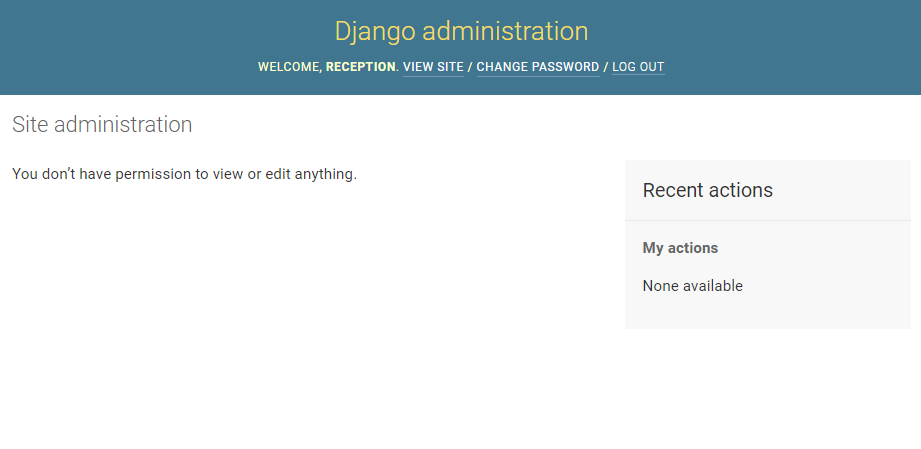 Django administration
WELCOME, RECEPTION. VIEW SITE / CHANGE PASSWORD / LOG OUT
Site administration
You don’t have permission to view or edit anything.
Recent actions
My actions
None available